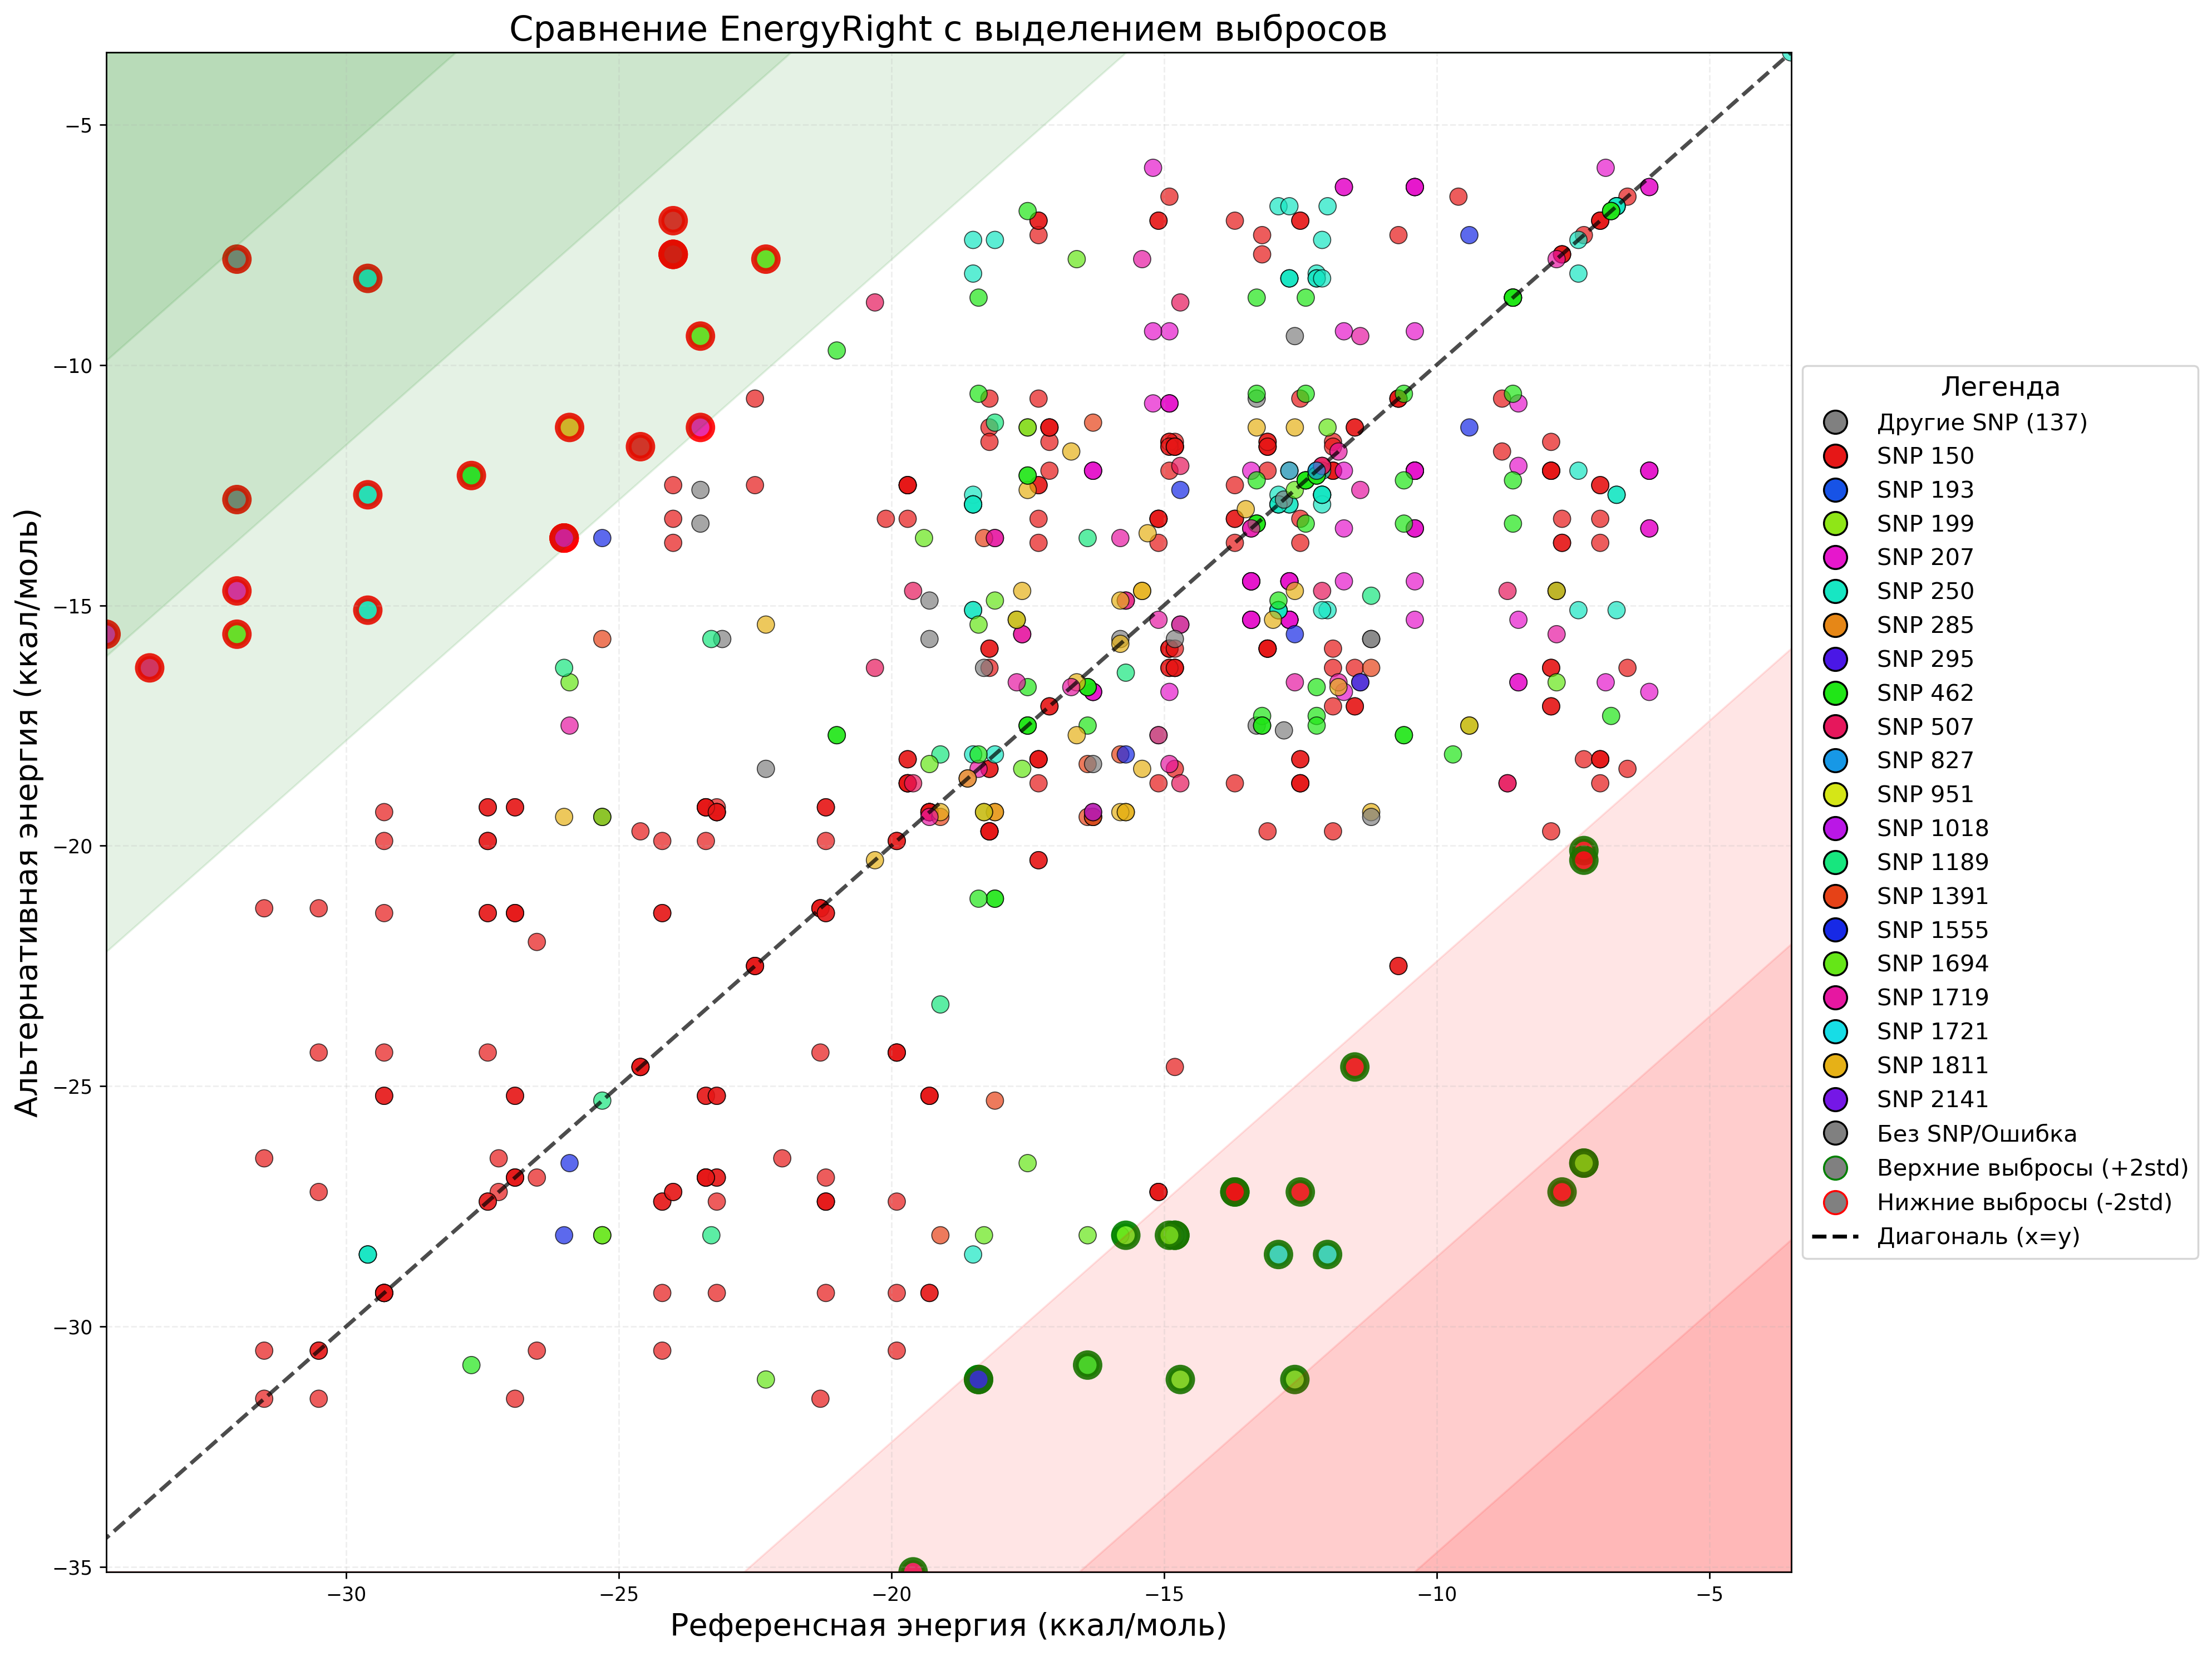 Сравнение EnergyRight с выделением выбросов
Альтернативная энергия (ккал/моль)
−5
−10
−15
−20
−25
−30
−35
−30
−25
−20
−15
−10
−5
Референсная энергия (ккал/моль)
Легенда
Другие SNP (137)
SNP 150
SNP 193
SNP 199
SNP 207
SNP 250
SNP 285
SNP 295
SNP 462
SNP 507
SNP 827
SNP 951
SNP 1018
SNP 1189
SNP 1391
SNP 1555
SNP 1694
SNP 1719
SNP 1721
SNP 1811
SNP 2141
Без SNP/Ошибка
Верхние выбросы (+2std)
Нижние выбросы (-2std)
Диагональ (x=y)